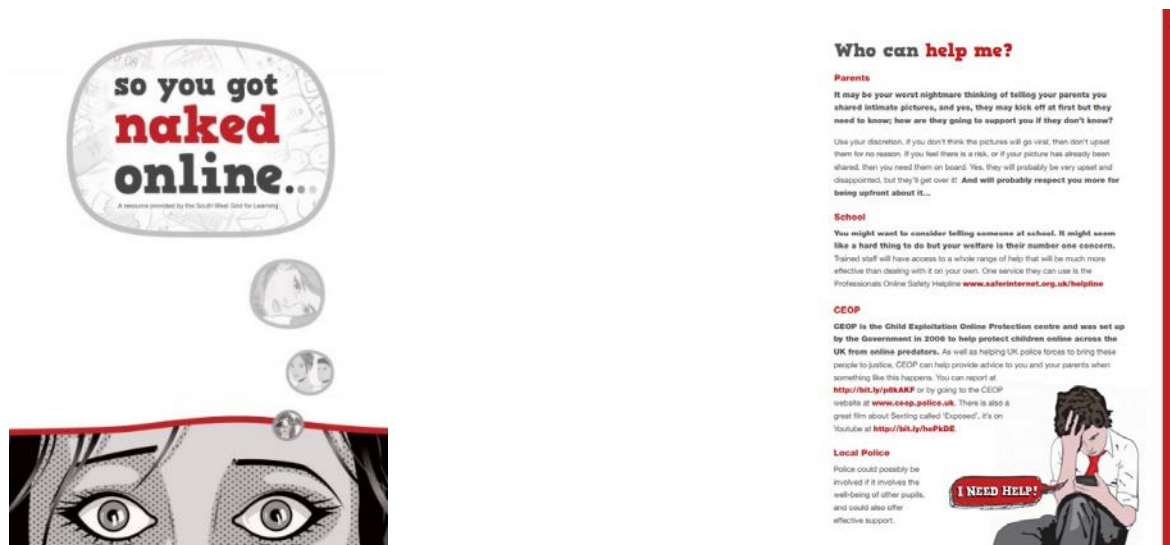 so you got
naked
online...
A resource provided by the South West Grid for Learning
Who can help me?
Parents
It may be your worst nightmare thinking of telling your parents you
shared intimate pictures, and yes, they may kick off at first but they
need to know; how are they going to support you if they don't know?
Use your discretion, if you don't think the pictures will go viral, then don't upset
them for no reason. If you feel there is a risk, or if your picture has already been
shared, then you need them on board. Yes, they will probably be very upset and
disappointed, but they'll get over it! And will probably respect you more for
being upfront about it...
School
You might want to consider telling someone at school. It might seem
like a hard thing to do but your welfare is their number one concern.
Trained staff will have access to a whole range of help that will be much more
effective than dealing with it on your own. One service they can use is the
Professionals Online Safety Helpline www.saferinternet.org.uk/helpline
CEOP
CEOP is the Child Exploitation Online Protection centre and was set up
by the Government in 2006 to help protect children online across the
UK from online predators. As well as helping UK police forces to bring these
people to justice, CEOP can help provide advice to you and your parents when
something like this happens. You can report at
http://bit.ly/p8kAKF or by going to the CEOP
website at www.ceop.police.uk. There is also a
great film about Sexting called 'Exposed', it's on
Youtube at http://bit.ly/hePkDE
Local Police
Police could possibly be
involved if it involves the
well-being of other pupils,
and could also offer
effective support.
I NEED HELP!